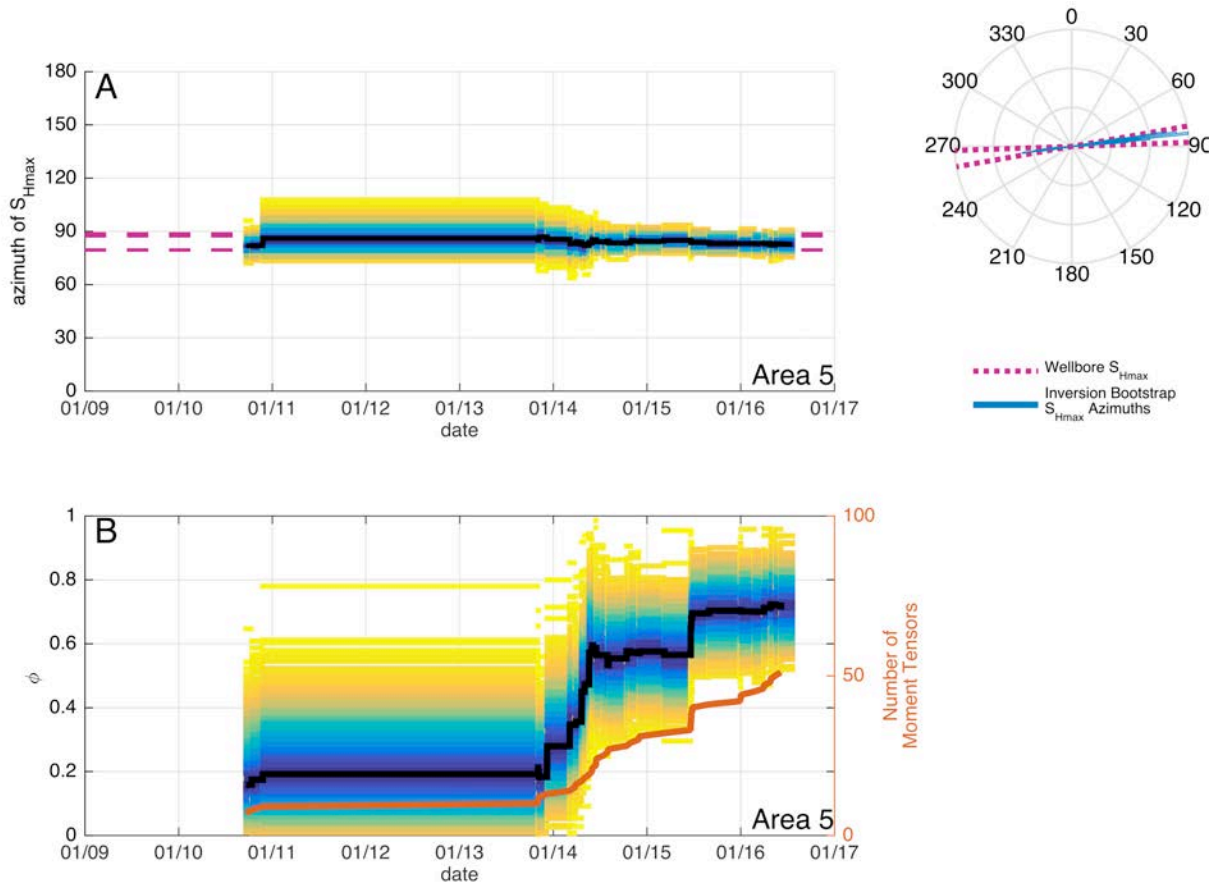 A
180
150
120
90
60
30
0
azimuth of S_Hmax
01/09 01/10 01/11 01/12 01/13 01/14 01/15 01/16 01/17
date
Area 5
0
30
60
90
120
150
180
210
240
270
300
330
Wellbore S_Hmax
Inversion Bootstrap
S_Hmax Azimuths
B
1
0.8
0.6
0.4
0.2
0
ϕ
100
50
0
Number of
Moment Tensors
01/09 01/10 01/11 01/12 01/13 01/14 01/15 01/16 01/17
date
Area 5